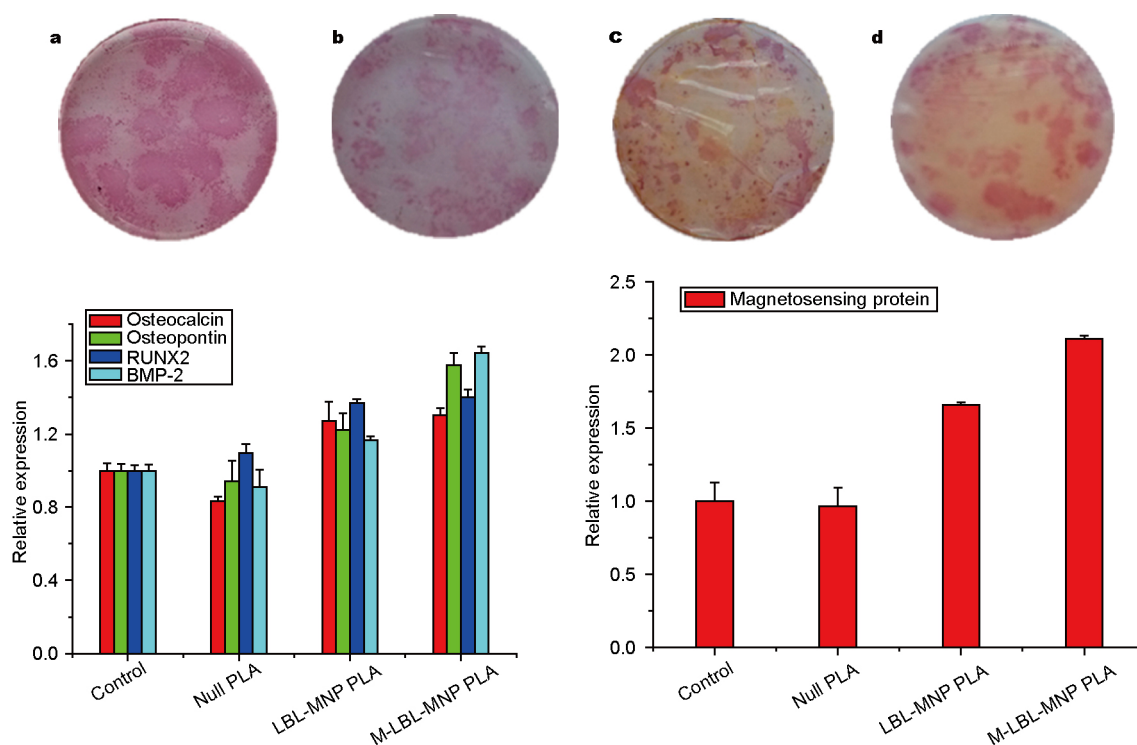 a
b
c
d
Osteocalcin
Osteopontin
RUNX2
BMP-2
1.6
1.2
0.8
0.4
0.0
Relative expression
Control
Null PLA
LBL-MNP PLA
M-LBL-MNP PLA
Magnetosensing protein
2.5
2.0
1.5
1.0
0.5
0.0
Relative expression
Control
Null PLA
LBL-MNP PLA
M-LBL-MNP PLA